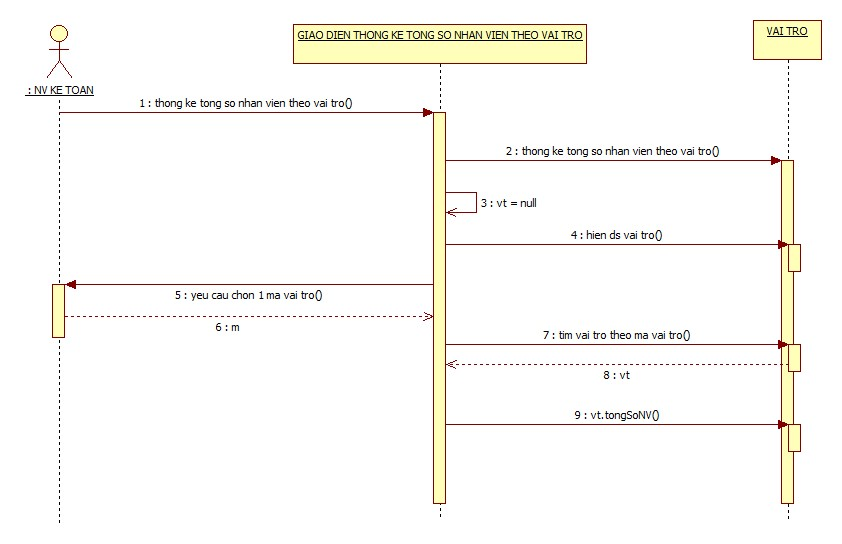 GIAO DIEN THONG KE TONG SO NHAN VIEN THEO VAI TRO
VAI TRO
: NV KE TOAN
1 : thong ke tong so nhan vien theo vai tro()
2 : thong ke tong so nhan vien theo vai tro()
3 : vt = null
4 : hien ds vai tro()
5 : yeu cau chon 1 ma vai tro()
6 : m
7 : tim vai tro theo ma vai tro()
8 : vt
9 : vt.tongSoNV()